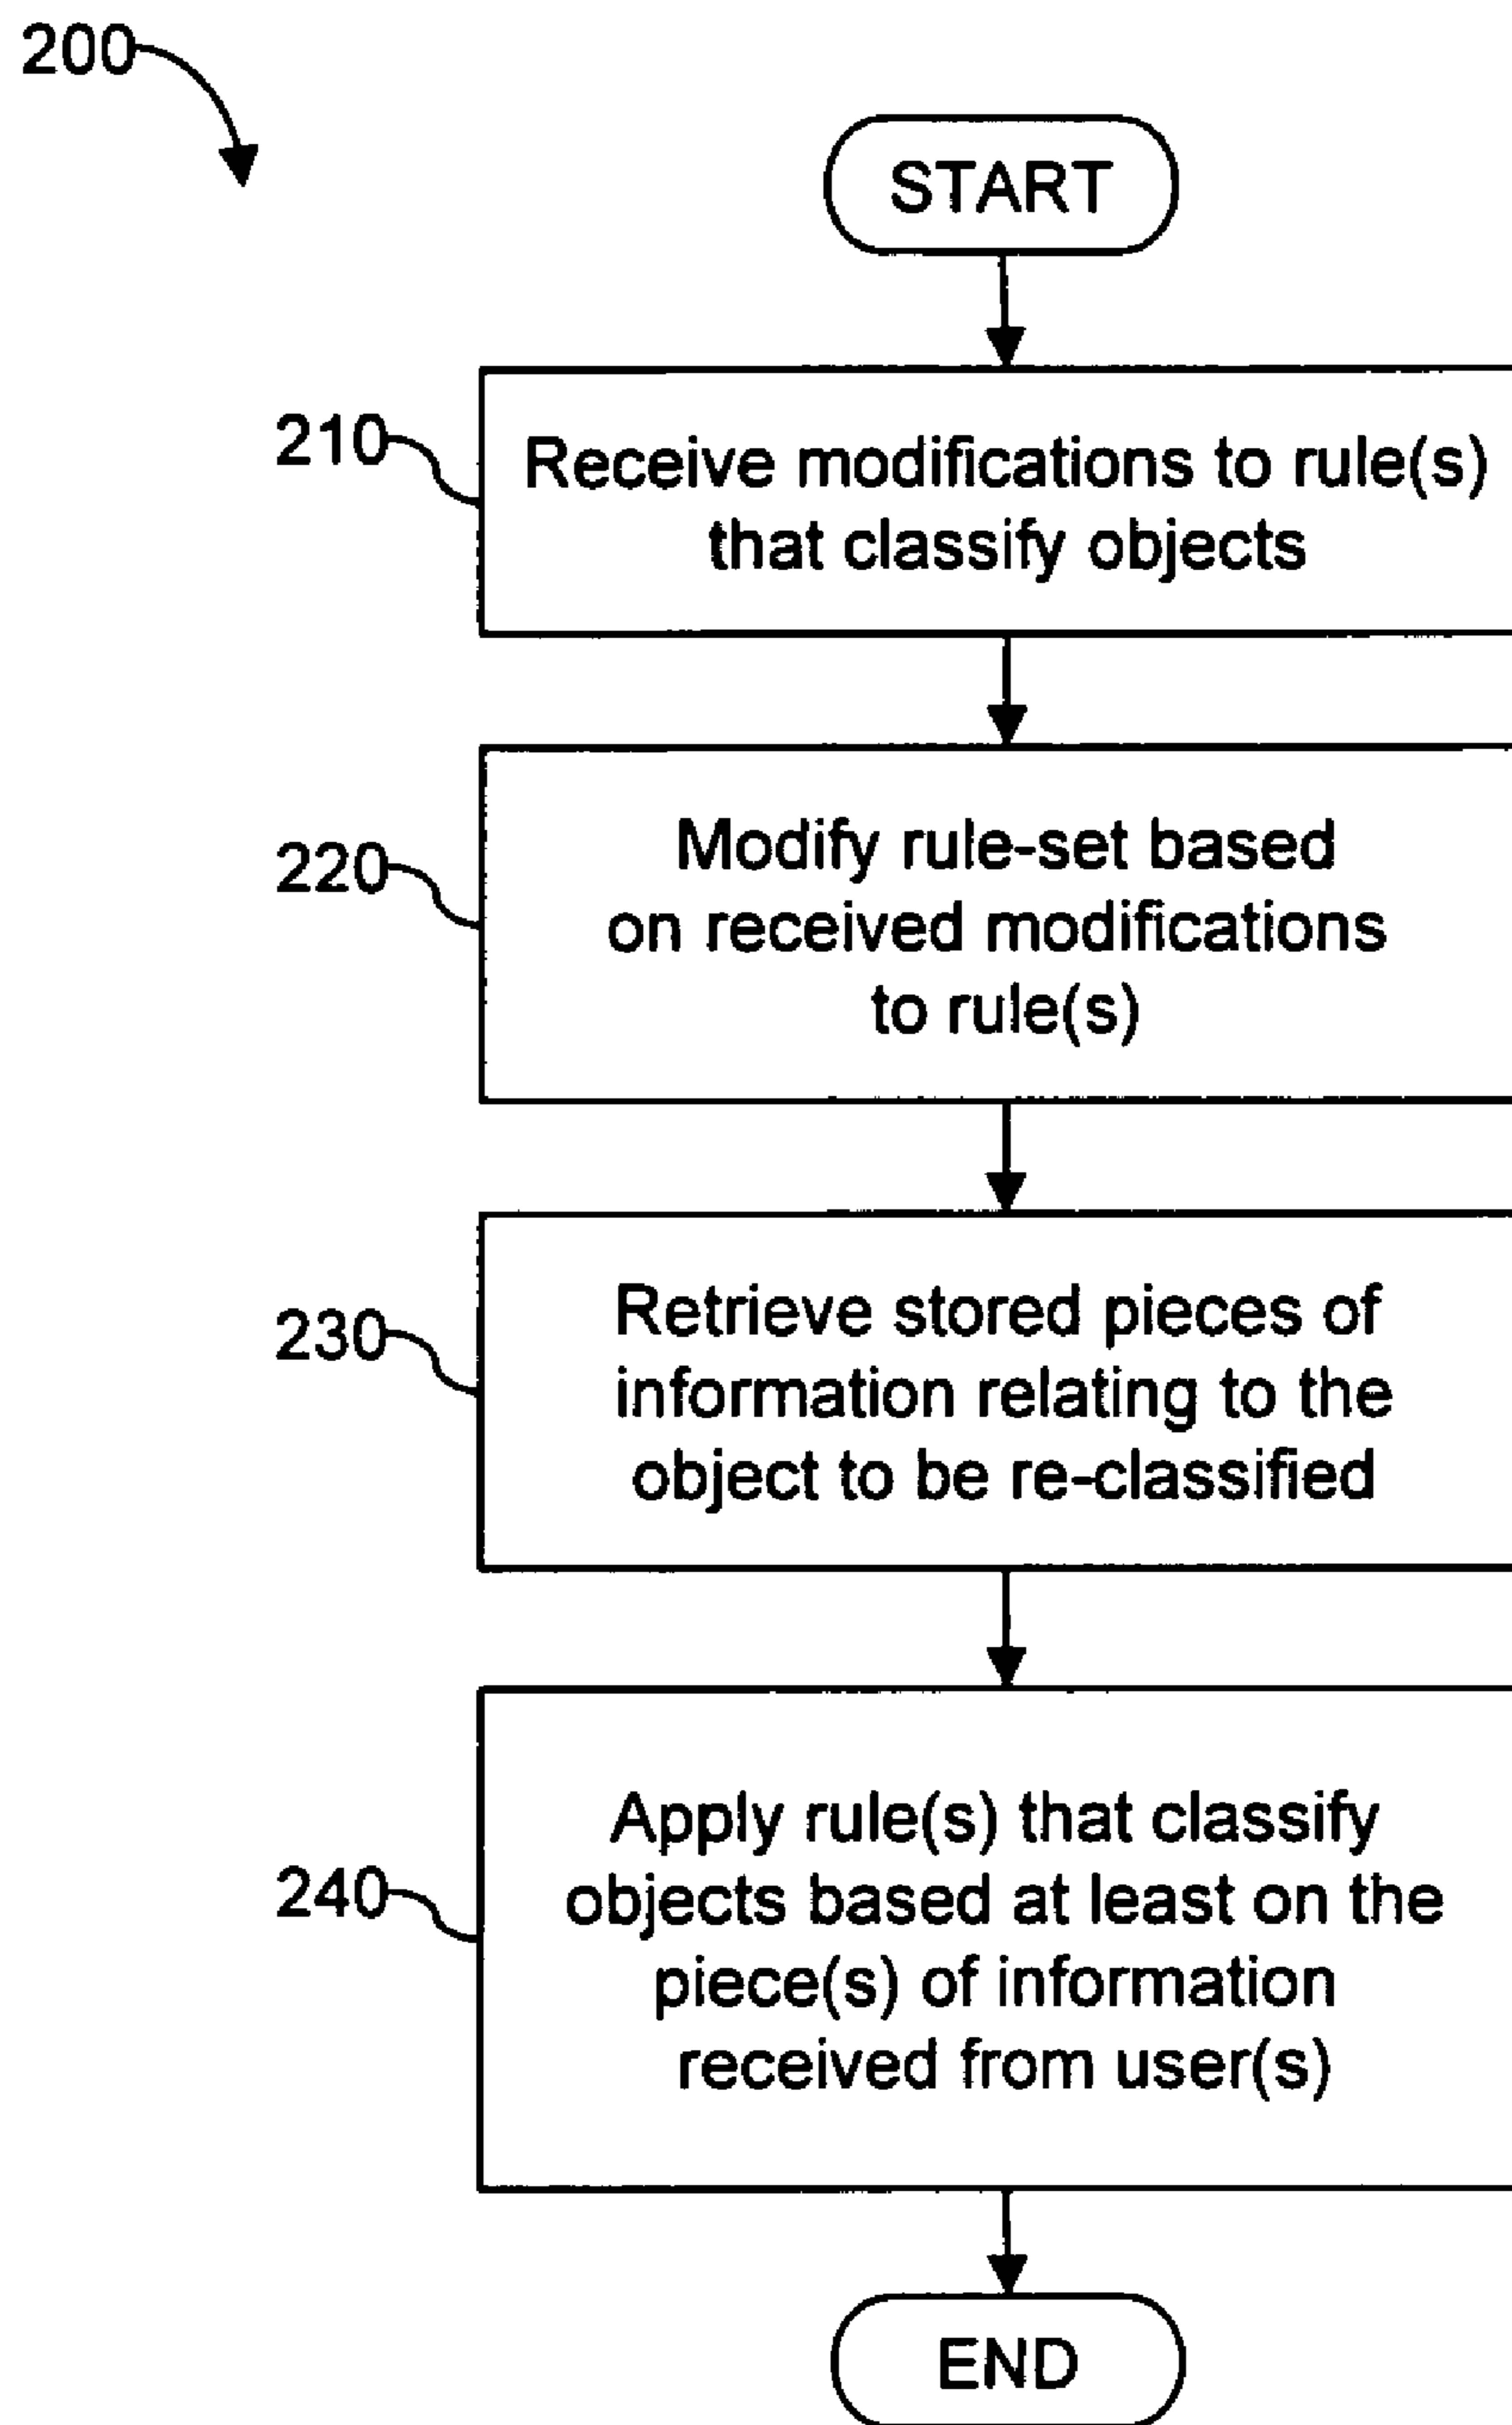 200
START
210
Receive modifications to rule(s)
that classify objects
220
Modify rule-set based
on received modifications
to rule(s)
230
Retrieve stored pieces of
information relating to the
object to be re-classified
240
Apply rule(s) that classify
objects based at least on the
piece(s) of information
received from user(s)
END